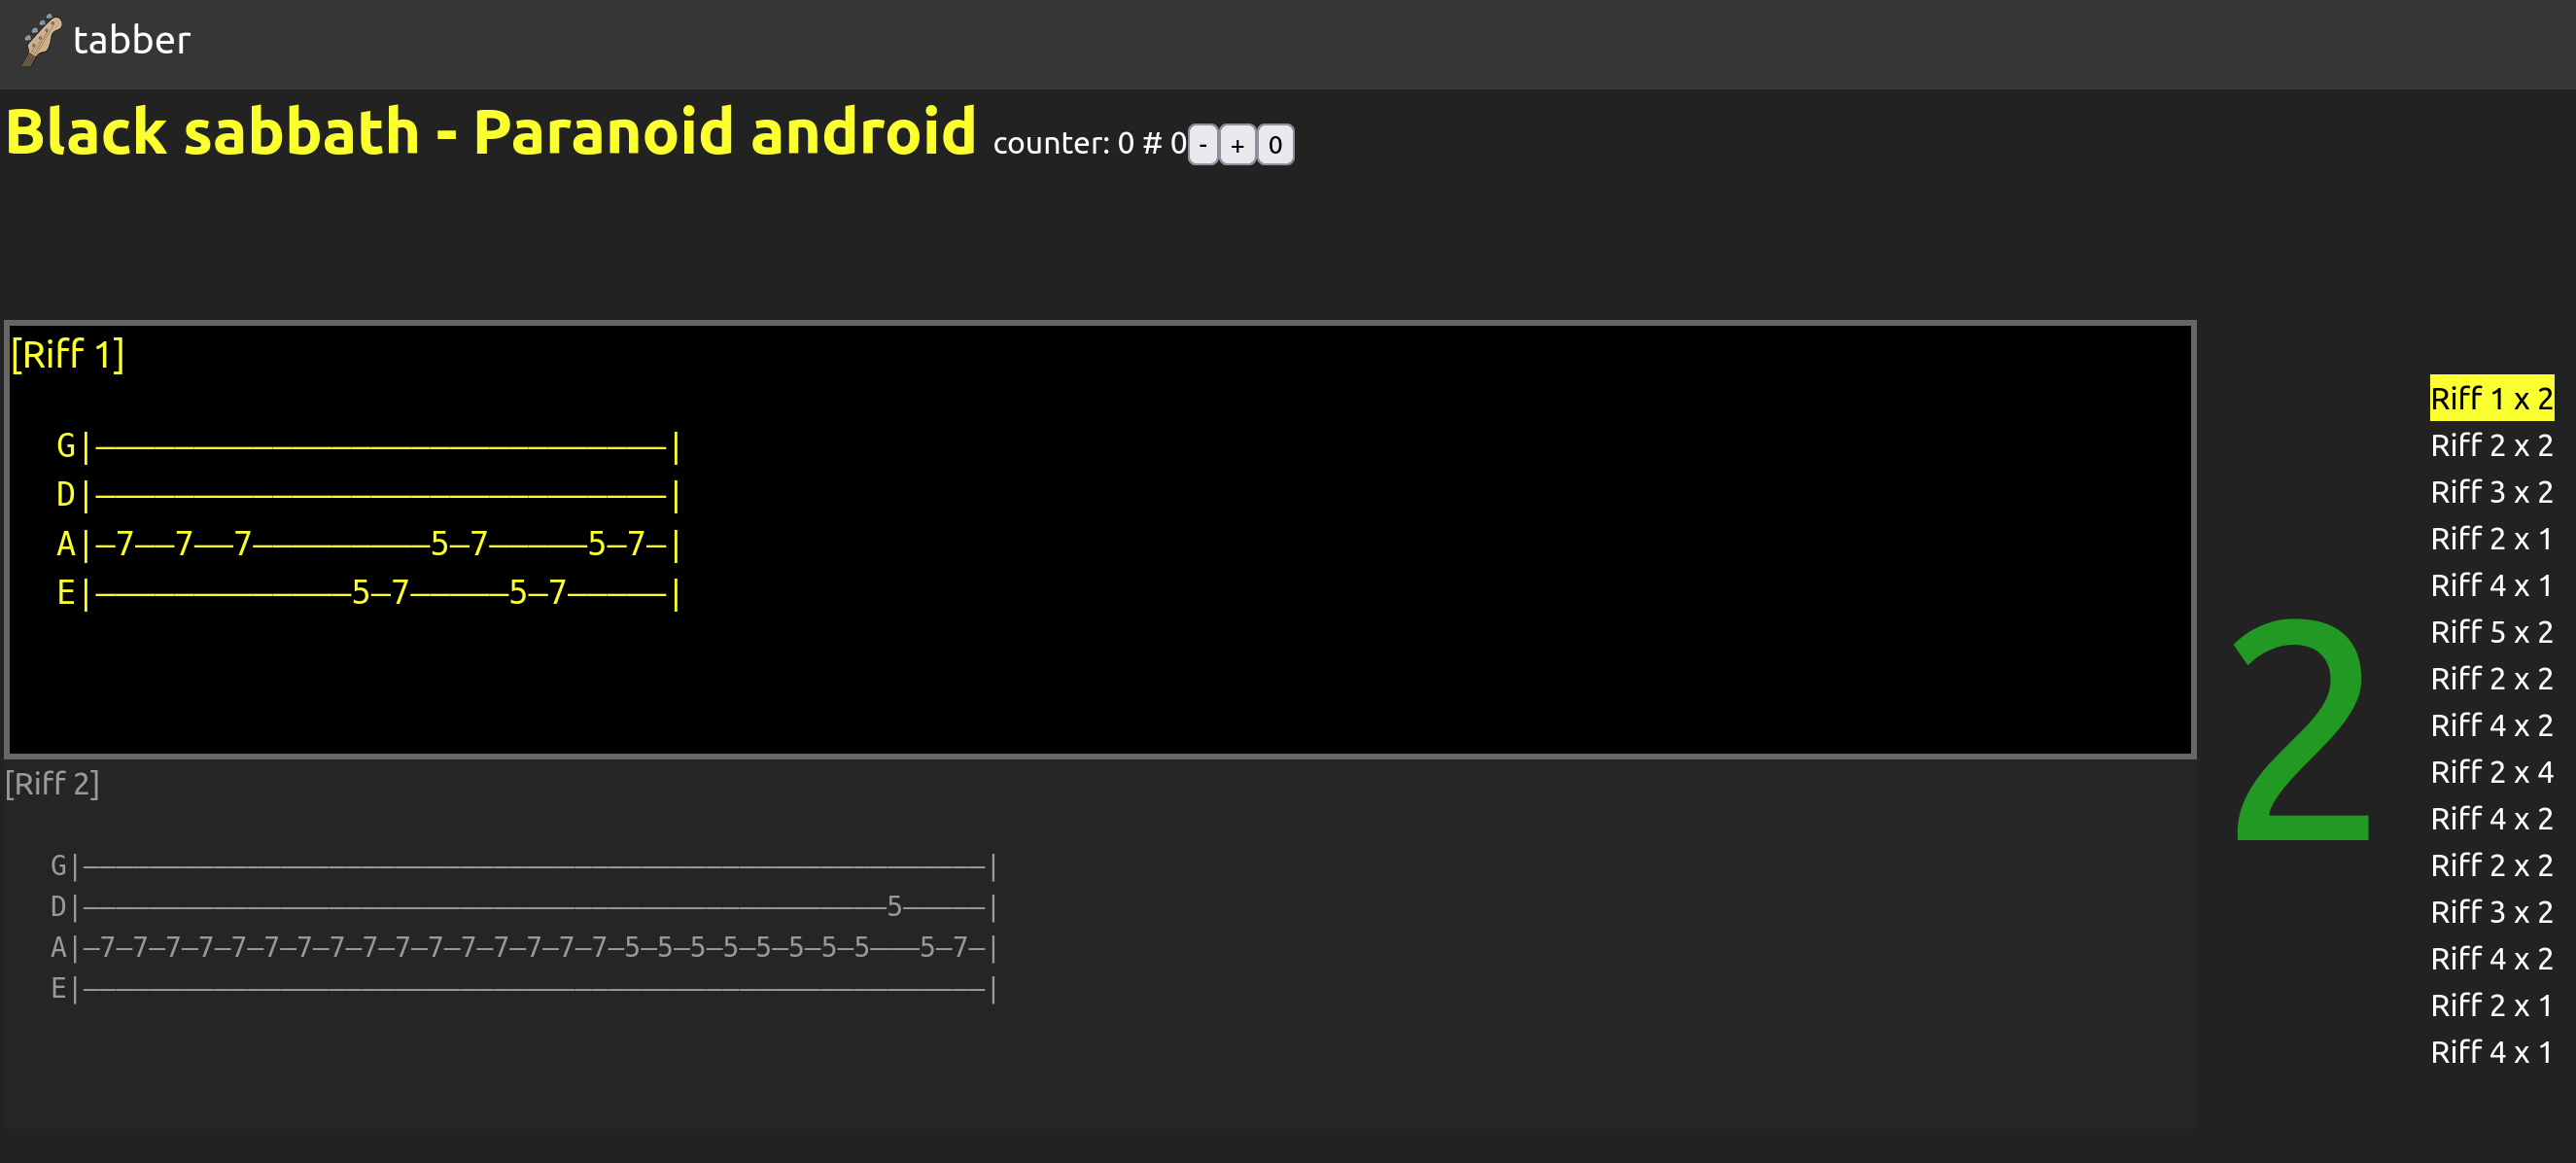 tabber
Black sabbath - Paranoid android counter: 0 # 0 - + 0
[Riff 1]
G|—————————————————————————————|
D|—————————————————————————————|
A|—7——7——7—————————5—7—————5—7—|
E|—————————————5—7—————5—7—————|
[Riff 2]
G|———————————————————————————————————————————————————————|
D|—————————————————————————————————————————————————5—————|
A|—7—7—7—7—7—7—7—7—7—7—7—7—7—7—7—7—5—5—5—5—5—5—5—5———5—7—|
E|———————————————————————————————————————————————————————|
2
Riff 1 x 2
Riff 2 x 2
Riff 3 x 2
Riff 2 x 1
Riff 4 x 1
Riff 5 x 2
Riff 2 x 2
Riff 4 x 2
Riff 2 x 4
Riff 4 x 2
Riff 2 x 2
Riff 3 x 2
Riff 4 x 2
Riff 2 x 1
Riff 4 x 1